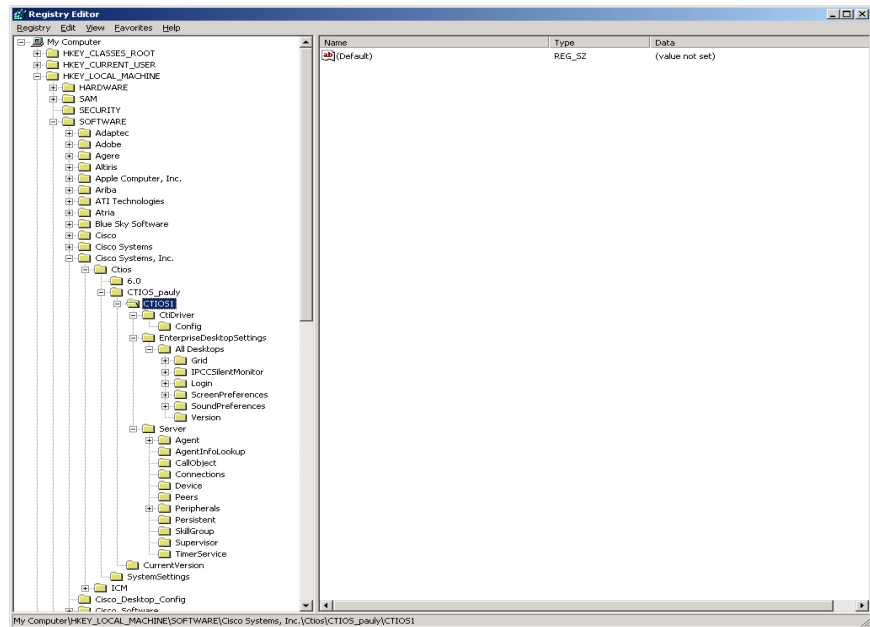 Registry Editor
Registry Edit View Favorites Help
My Computer
HKEY_CLASSES_ROOT
HKEY_CURRENT_USER
HKEY_LOCAL_MACHINE
HARDWARE
SAM
SECURITY
SOFTWARE
Adaptec
Adobe
Agere
Altiris
Apple Computer, Inc.
Ariba
ATI Technologies
Atria
Blue Sky Software
Cisco
Cisco Systems
Cisco Systems, Inc.
Ctios
6.0
CTIOS_pauly
CTIOS1
CtiDriver
Config
EnterpriseDesktopSettings
All Desktops
Grid
IPCCSilentMonitor
Login
ScreenPreferences
SoundPreferences
Version
Server
Agent
AgentInfoLookup
CallObject
Connections
Device
Peers
Peripherals
Persistent
SkillGroup
Supervisor
TimerService
CurrentVersion
SystemSettings
ICM
Cisco_Desktop_Config
Cisco_Software
Name Type Data
ab (Default) REG_SZ (value not set)
My Computer\HKEY_LOCAL_MACHINE\SOFTWARE\Cisco Systems, Inc.\Ctios\CTIOS_pauly\CTIOS1